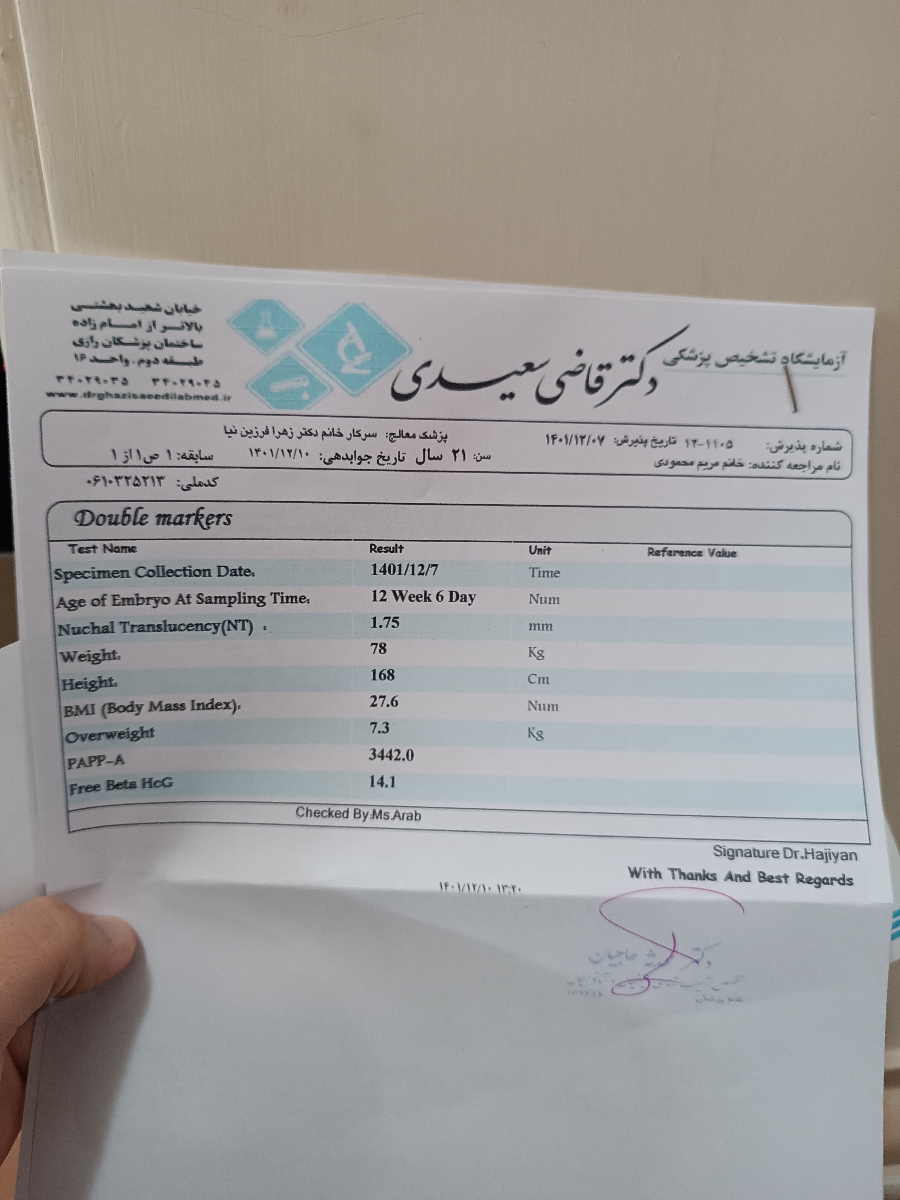 آزمایشگاه تشخیص پزشکی
دکتر قاضی سعیدی
خیابان شهید بهشتی
بالاتر از امام زاده
ساختمان پزشکان رازی
طبقه دوم . واحد ۱۶
۳۴۰۲۹۰۳۵ ۳۴۰۲۹۰۲۵
www.drghazisaeedilabmed.ir
شماره پذیرش: ۱۲-۱۱۰۵ تاریخ پذیرش: ۱۴۰۱/۱۲/۰۷ پزشک معالج: سرکار خانم دکتر زهرا فرزین نیا
نام مراجعه کننده: خانم مریم محمودی سن: ۲۱ سال تاریخ جوابدهی: ۱۴۰۱/۱۲/۱۰ سابقه: ۱ ص ۱ از ۱
کدملی: ۰۶۱۰۳۲۵۲۱۳
Double markers
Test Name Result Unit Reference Value
Specimen Collection Date: 1401/12/7 Time
Age of Embryo At Sampling Time: 12 Week 6 Day Num
Nuchal Translucency(NT) : 1.75 mm
Weight: 78 Kg
Height: 168 Cm
BMI (Body Mass Index): 27.6 Num
Overweight 7.3 Kg
PAPP-A 3442.0
Free Beta HcG 14.1
Checked By:Ms.Arab
Signature Dr.Hajiyan
With Thanks And Best Regards
۱۴۰۱/۱۲/۱۰ ۱۳:۲۰
دکتر حاجیان